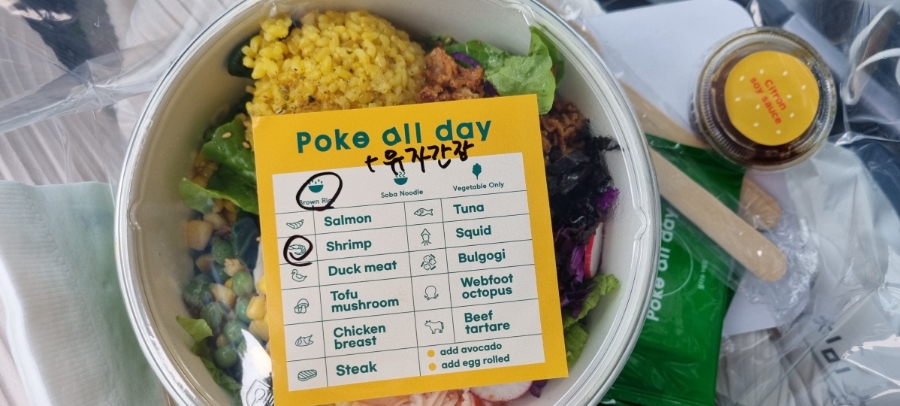 Poke all day
+유자간장
Brown Rice
Soba Noodle
Vegetable Only
Salmon
Tuna
Shrimp
Squid
Duck meat
Bulgogi
Tofu
mushroom
Webfoot
octopus
Chicken
breast
Beef
tartare
Steak
add avocado
add egg rolled
Citron
soy sauce
Poke all day